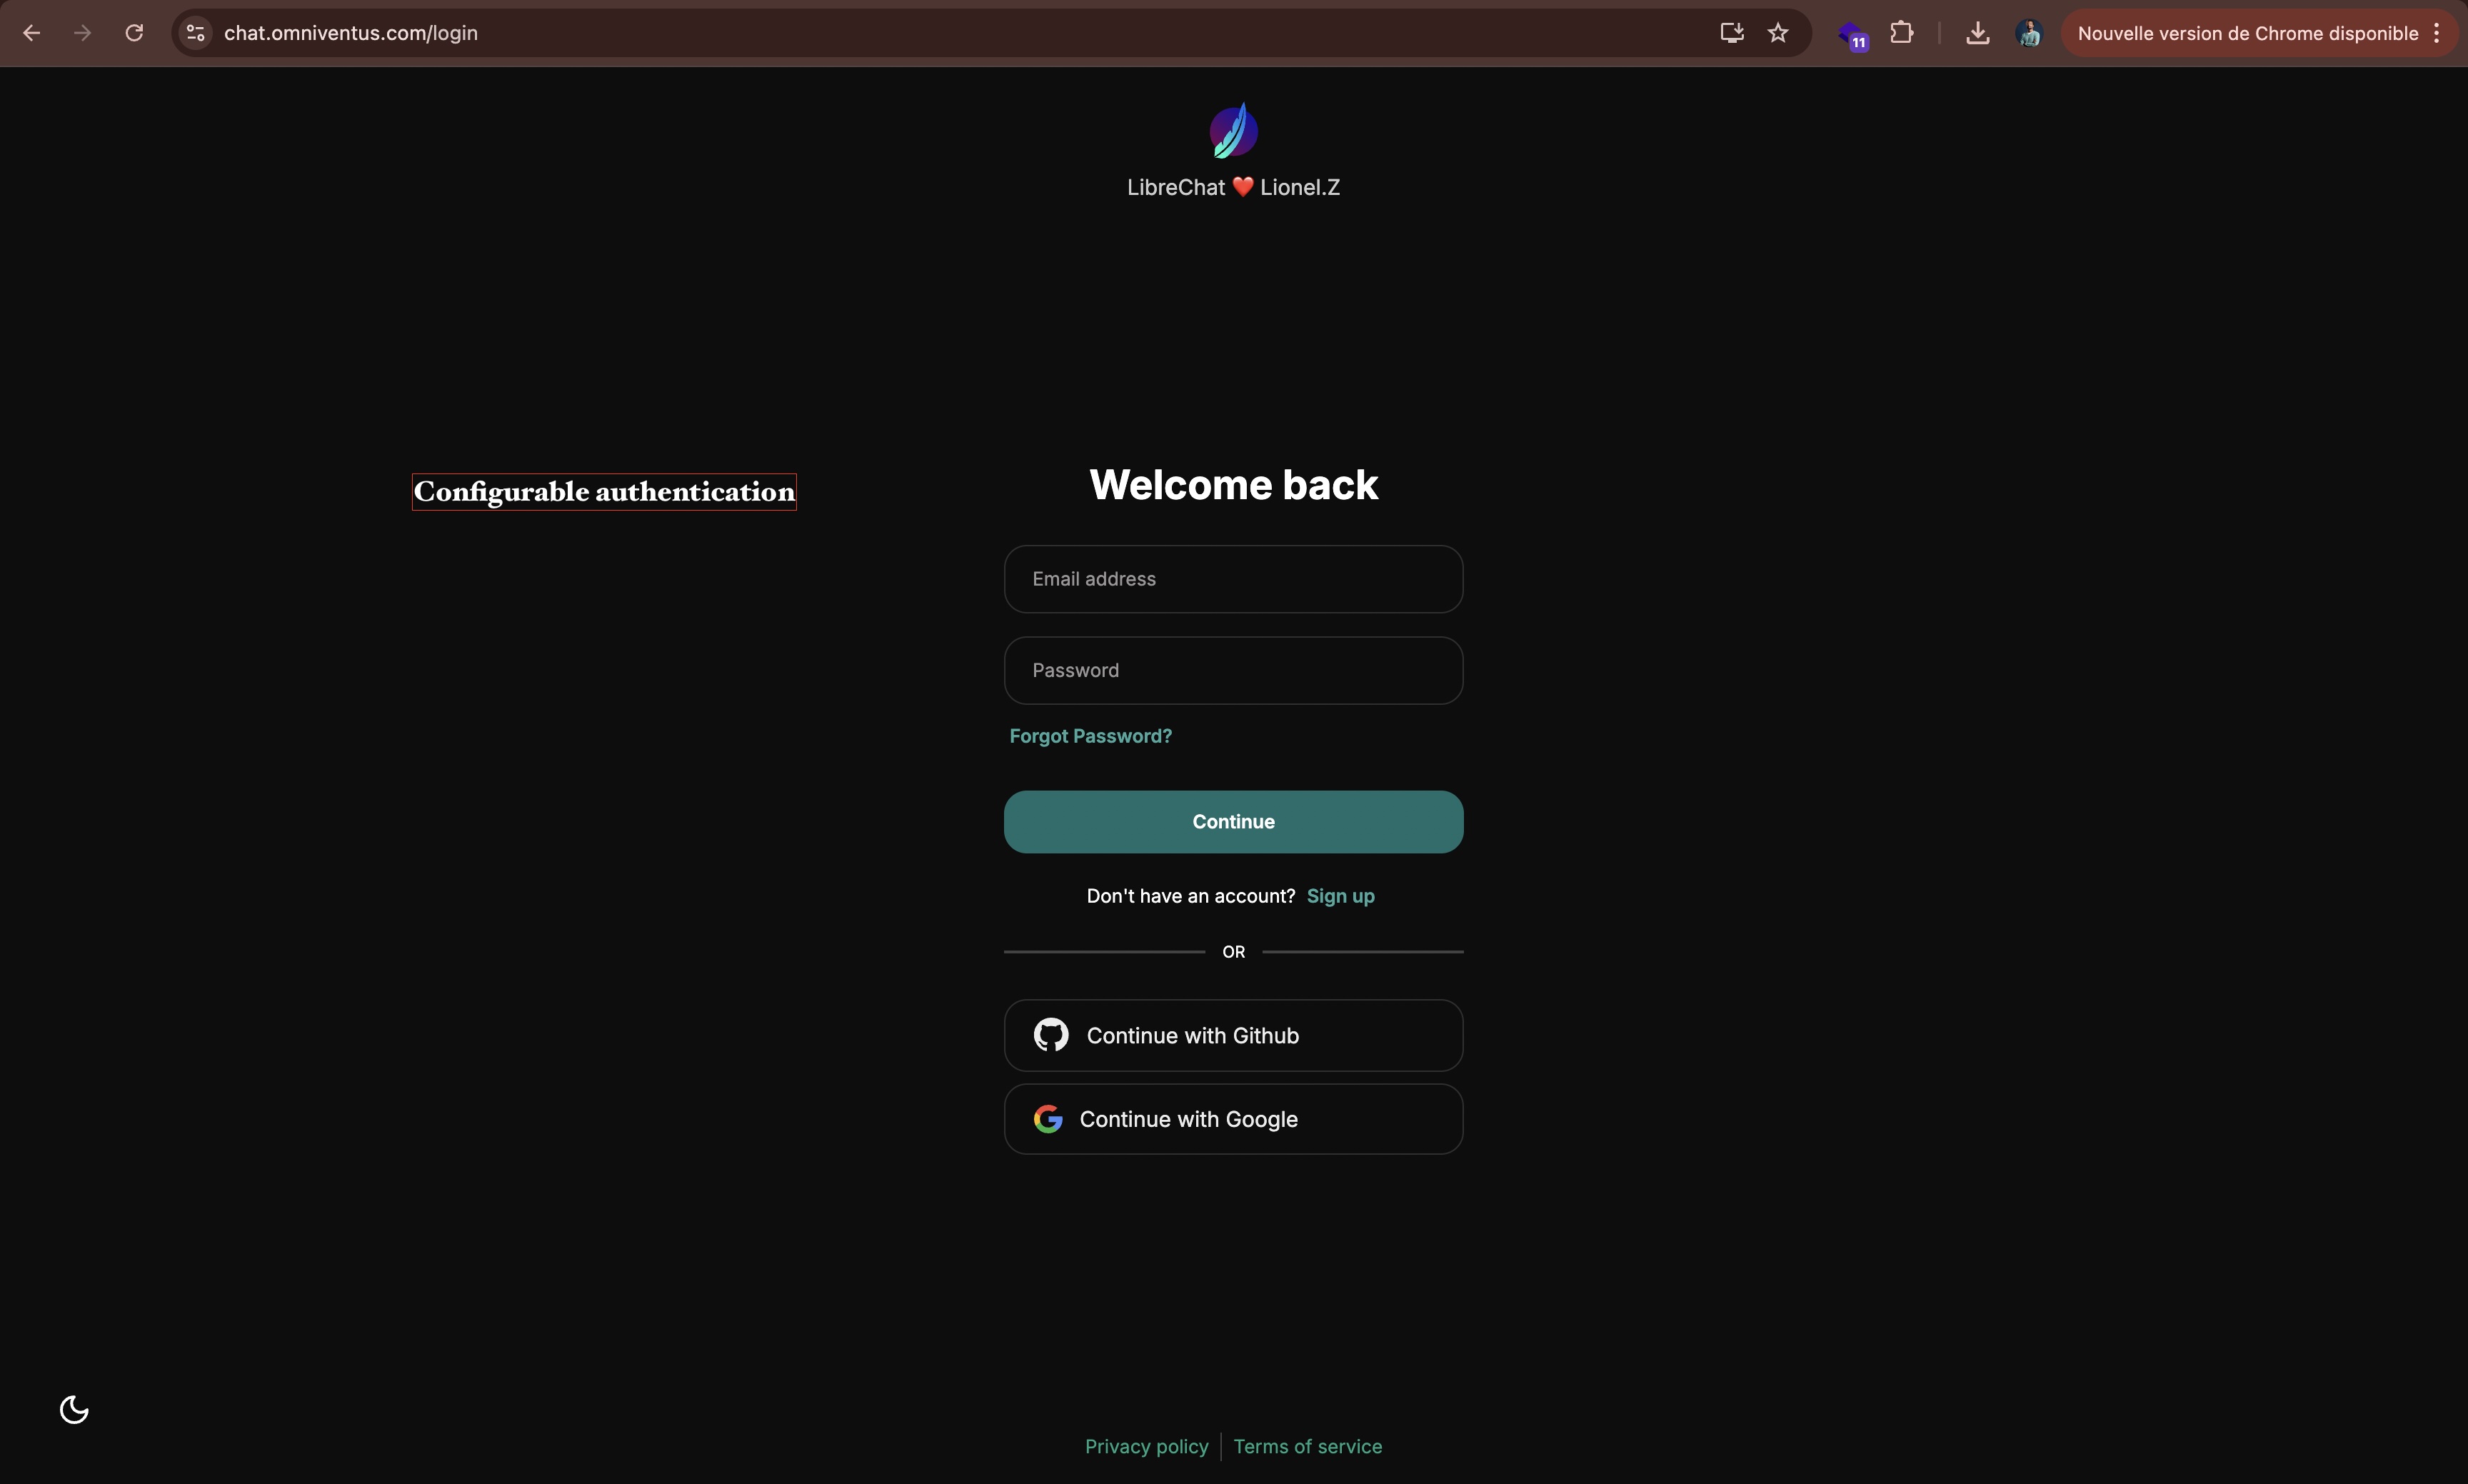 chat.omniventus.com/login
11
Nouvelle version de Chrome disponible
LibreChat ❤️ Lionel.Z
Configurable authentication
Welcome back
Email address
Password
Forgot Password?
Continue
Don't have an account? Sign up
OR
Continue with Github
Continue with Google
Privacy policy
Terms of service